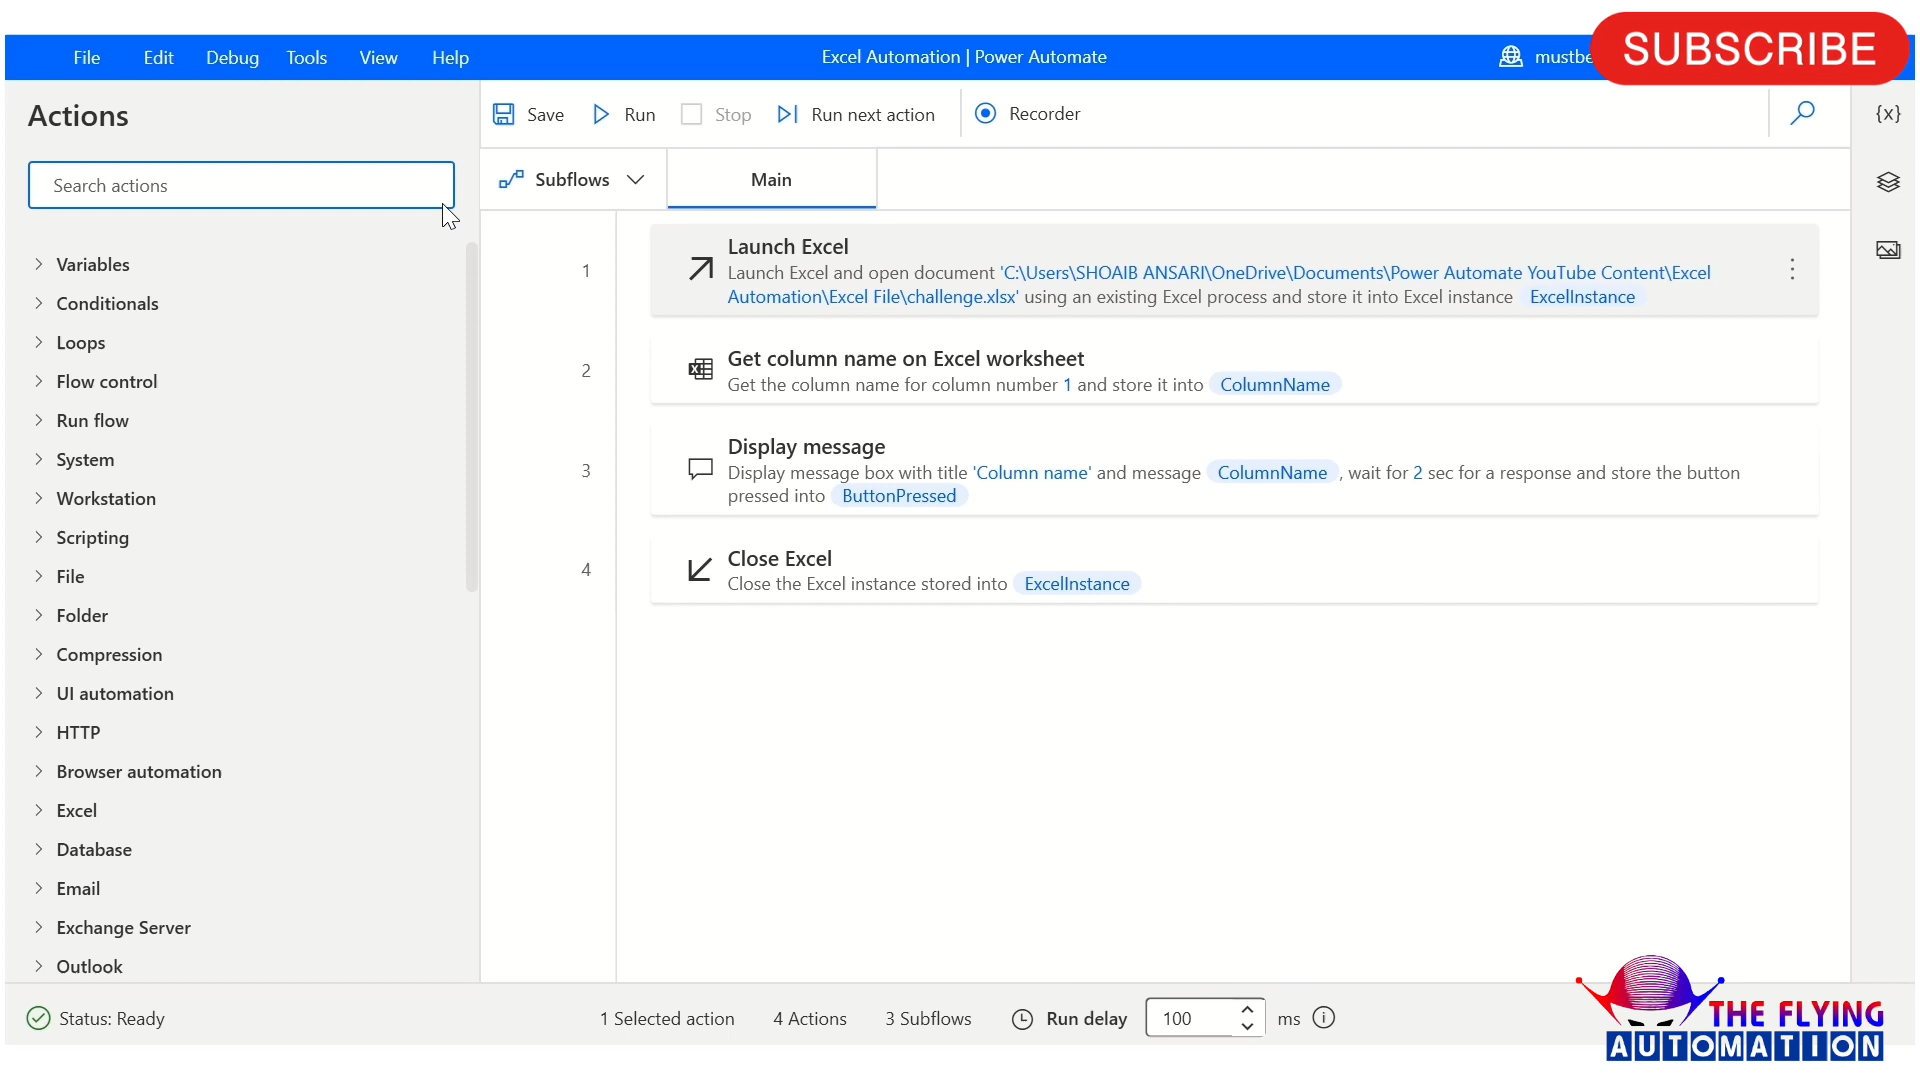 File Edit Debug Tools View Help
Excel Automation | Power Automate
mustbe
SUBSCRIBE
Actions
Search actions
Variables
Conditionals
Loops
Flow control
Run flow
System
Workstation
Scripting
File
Folder
Compression
UI automation
HTTP
Browser automation
Excel
Database
Email
Exchange Server
Outlook
Save Run Stop Run next action Recorder
{x}
Subflows Main
1
Launch Excel
Launch Excel and open document 'C:\Users\SHOAIB ANSARI\OneDrive\Documents\Power Automate YouTube Content\Excel
Automation\Excel File\challenge.xlsx' using an existing Excel process and store it into Excel instance ExcelInstance
2
Get column name on Excel worksheet
Get the column name for column number 1 and store it into ColumnName
3
Display message
Display message box with title 'Column name' and message ColumnName , wait for 2 sec for a response and store the button
pressed into ButtonPressed
4
Close Excel
Close the Excel instance stored into ExcelInstance
Status: Ready 1 Selected action 4 Actions 3 Subflows Run delay 100 ms
THE FLYING
AUTOMATION